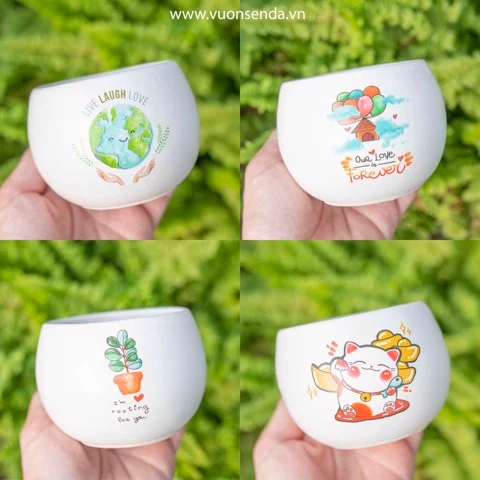 www.vuonsenda.vn
LIVE LAUGH LOVE
OUR LOVE
is
FOREVER
I'm
rooting
for you